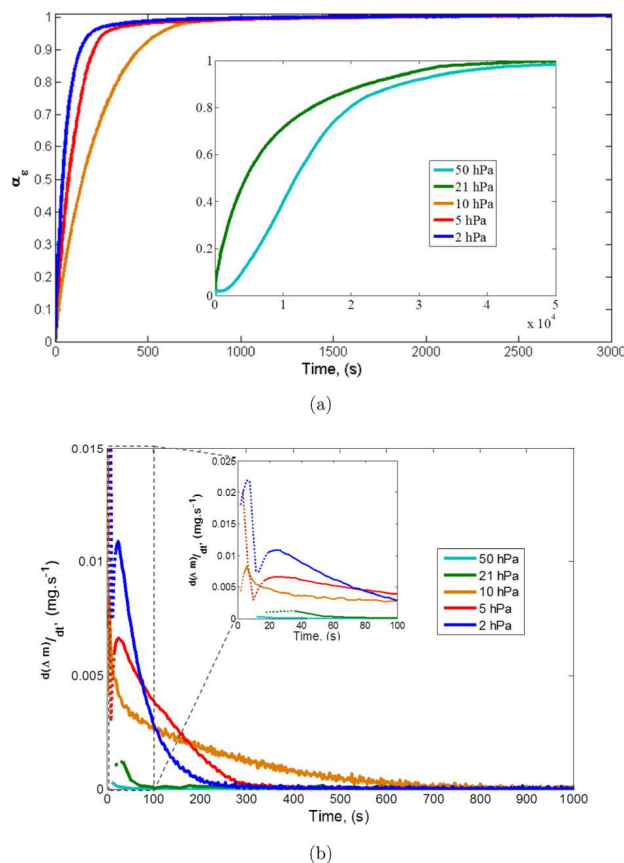 1
0.9
0.8
0.7
0.6
0.5
0.4
0.3
0.2
0.1
0
αε
0 500 1000 1500 2000 2500 3000
Time, (s)
1
0.8
0.6
0.4
0.2
0
0 1 2 3 4 5
x 10^4
50 hPa
21 hPa
10 hPa
5 hPa
2 hPa
(a)
0.015
0.01
0.005
0
d(Δ m)/dt', (mg.s⁻¹)
0 100 200 300 400 500 600 700 800 900 1000
Time, (s)
0.025
0.02
0.015
0.01
0.005
0
d(Δ m)/dt', (mg.s⁻¹)
0 20 40 60 80 100
Time, (s)
50 hPa
21 hPa
10 hPa
5 hPa
2 hPa
(b)